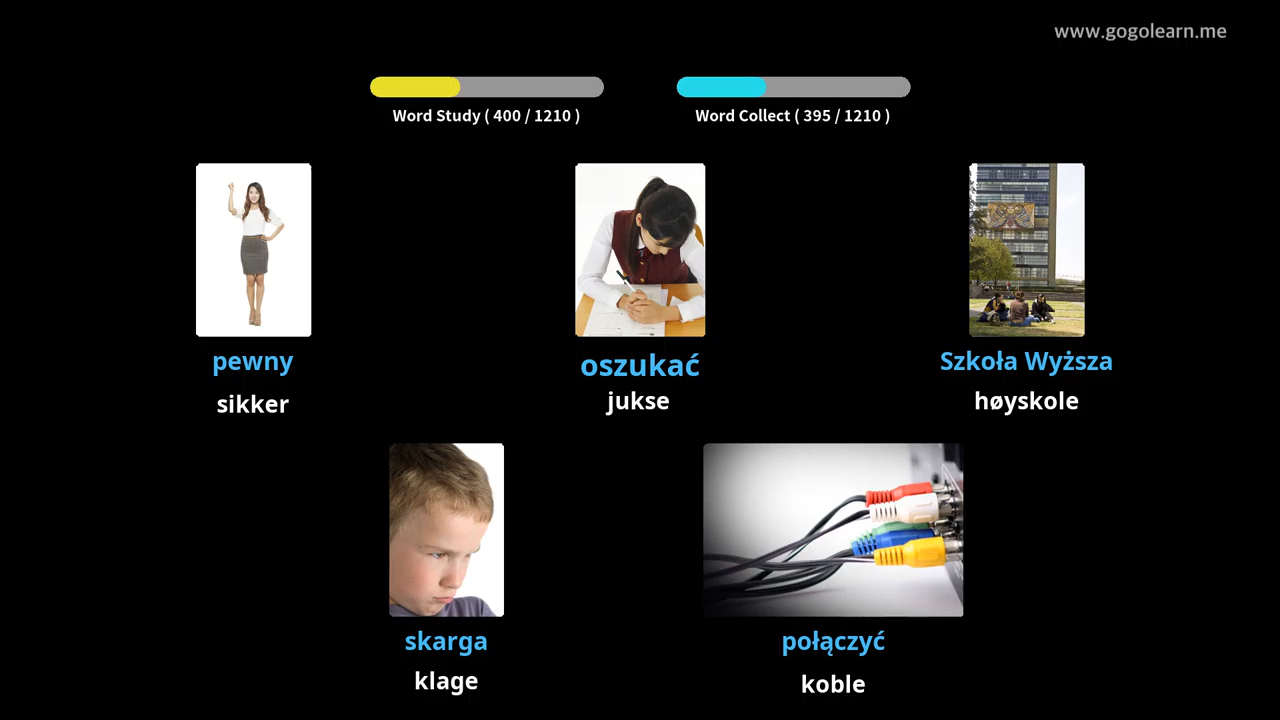 www.gogolearn.me
Word Study ( 400 / 1210 )
Word Collect ( 395 / 1210 )
pewny
sikker
oszukać
jukse
Szkoła Wyższa
høyskole
skarga
klage
połączyć
koble